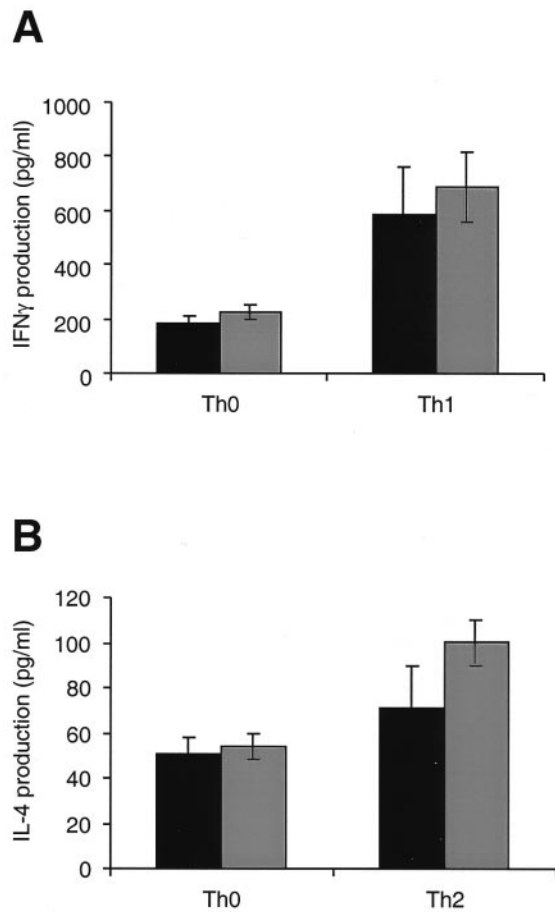 A
IFNγ production (pg/ml)
1000
800
600
400
200
0
Th0 Th1
B
IL-4 production (pg/ml)
120
100
80
60
40
20
0
Th0 Th2